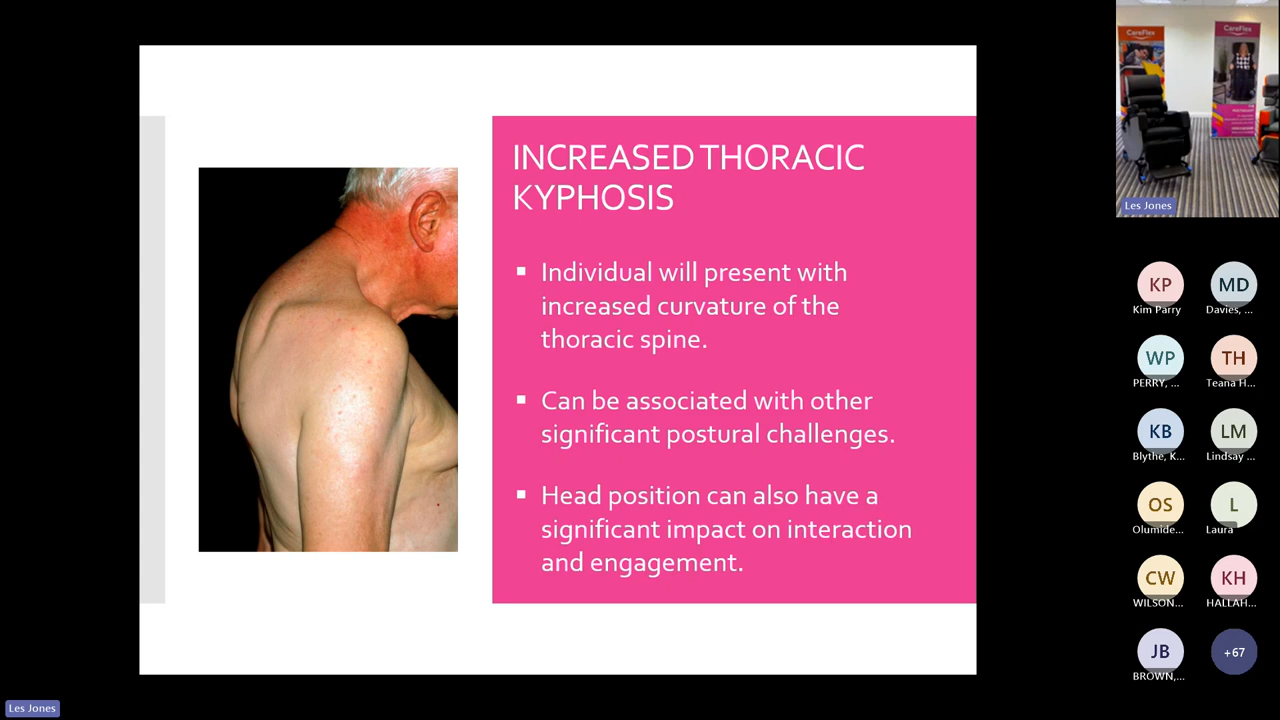 INCREASED THORACIC
KYPHOSIS
▪ Individual will present with
increased curvature of the
thoracic spine.
▪ Can be associated with other
significant postural challenges.
▪ Head position can also have a
significant impact on interaction
and engagement.
CareFlex
CareFlex
Les Jones
KP
Kim Parry
MD
Davies, ...
WP
PERRY, ...
TH
Teana H...
KB
Blythe, K...
LM
Lindsay ...
OS
Olumide...
L
Laura
CW
WILSON...
KH
HALLAH...
JB
BROWN,...
+67
Les Jones